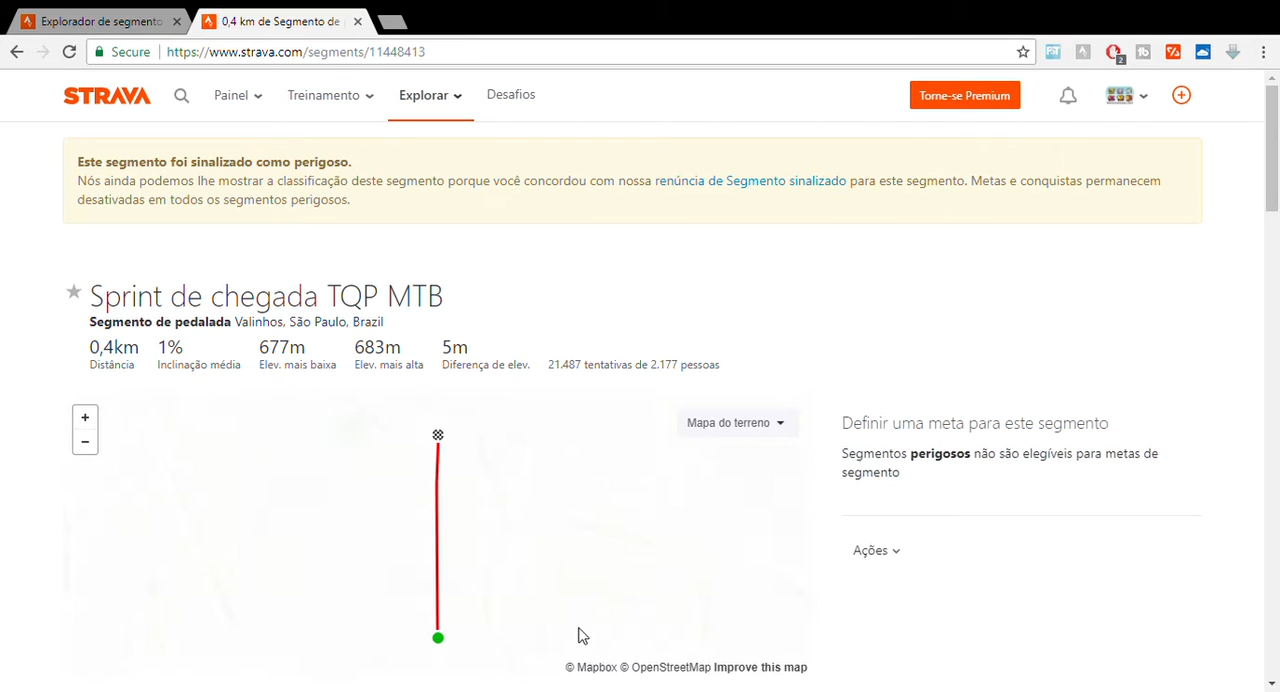 Explorador de segmento
0,4 km de Segmento de
Secure https://www.strava.com/segments/11448413
2
STRAVA Painel Treinamento Explorar Desafios Torne-se Premium
Este segmento foi sinalizado como perigoso.
Nós ainda podemos lhe mostrar a classificação deste segmento porque você concordou com nossa renúncia de Segmento sinalizado para este segmento. Metas e conquistas permanecem
desativadas em todos os segmentos perigosos.
Sprint de chegada TQP MTB
Segmento de pedalada Valinhos, São Paulo, Brazil
0,4km 1% 677m 683m 5m
Distância Inclinação média Elev. mais baixa Elev. mais alta Diferença de elev. 21.487 tentativas de 2.177 pessoas
+
−
Mapa do terreno
Definir uma meta para este segmento
Segmentos perigosos não são elegíveis para metas de
segmento
Ações
© Mapbox © OpenStreetMap Improve this map